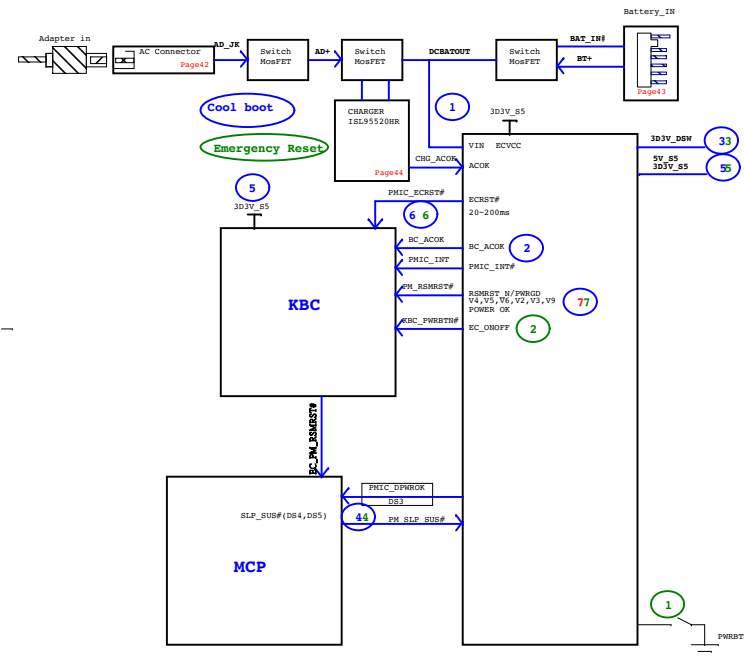 Battery_IN
Adapter in
AC Connector
Page42
AD_JK
Switch
MosFET
AD+
Switch
MosFET
DCBATOUT
Switch
MosFET
BAT_IN#
BT+
Page43
Cool boot
Emergency Reset
CHARGER
ISL95520HR
Page44
1
3D3V_S5
VIN ECVCC
CHG_ACOK
ACOK
3D3V_DSW
33
5V_S5
3D3V_S5
55
5
3D3V_S5
PMIC_ECRST#
ECRST#
20~200ms
6 6
BC_ACOK
BC_ACOK
2
PMIC_INT
PMIC_INT#
PM_RSMRST#
RSMRST_N/PWRGD
V4,V5,V6,V2,V3,V9
POWER OK
77
KBC
KBC_PWRBTN#
EC_ONOFF
2
EC_PM_RSMRST#
PMIC_DPWROK
DS3
SLP_SUS#(DS4,DS5)
44
PM_SLP_SUS#
MCP
1
PWRBT